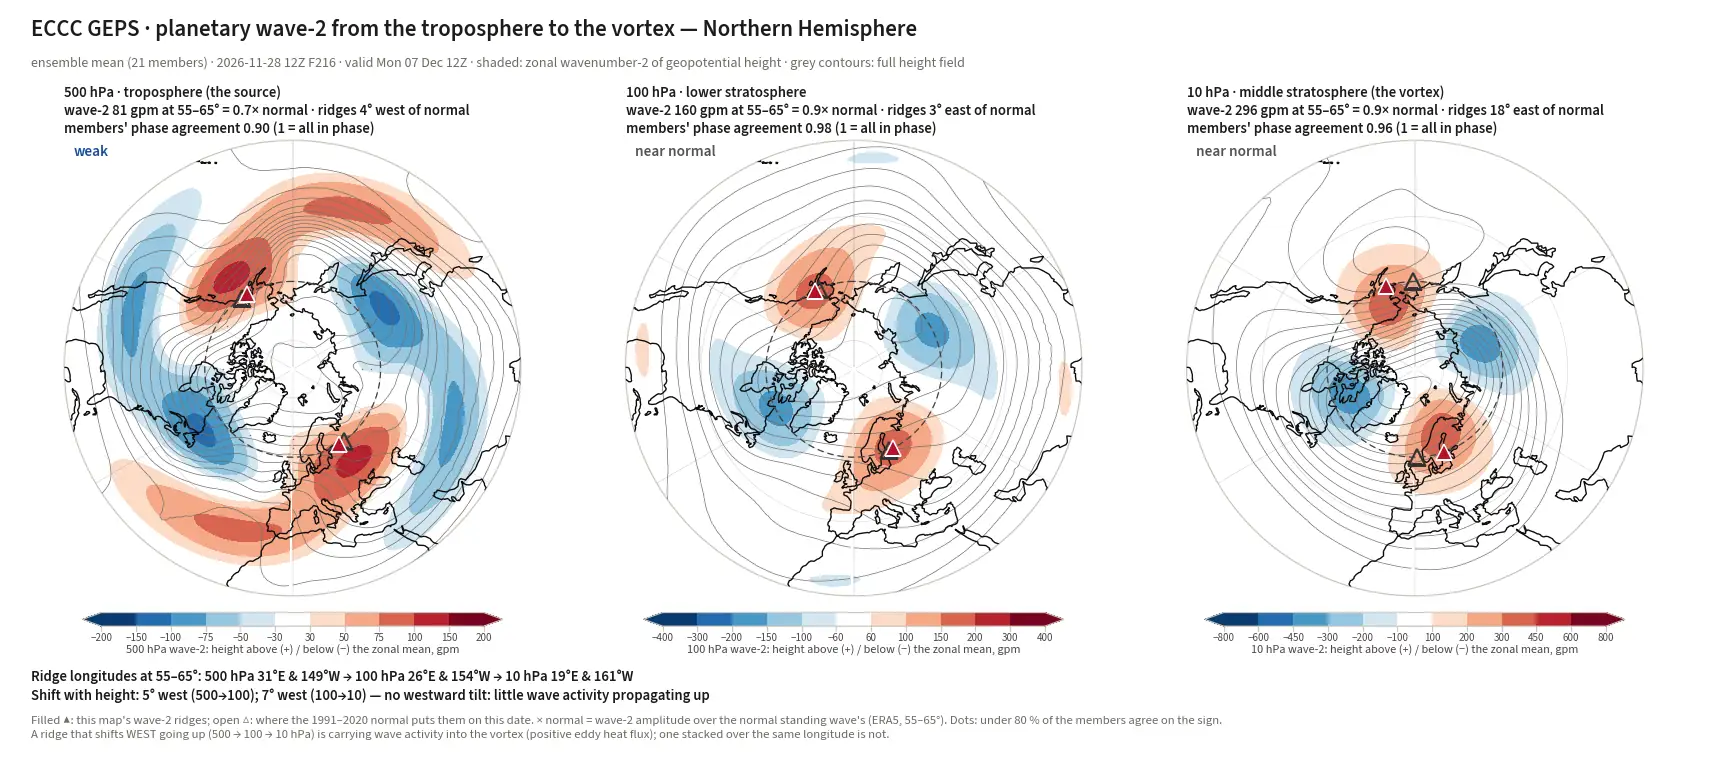 ECCC GEPS · planetary wave-2 from the troposphere to the vortex — Northern Hemisphere
ensemble mean (21 members) · 2026-11-28 12Z F216 · valid Mon 07 Dec 12Z · shaded: zonal wavenumber-2 of geopotential height · grey contours: full height field
500 hPa · troposphere (the source)
wave-2 81 gpm at 55–65° = 0.7× normal · ridges 4° west of normal
members' phase agreement 0.90 (1 = all in phase)
weak
100 hPa · lower stratosphere
wave-2 160 gpm at 55–65° = 0.9× normal · ridges 3° east of normal
members' phase agreement 0.98 (1 = all in phase)
near normal
10 hPa · middle stratosphere (the vortex)
wave-2 296 gpm at 55–65° = 0.9× normal · ridges 18° east of normal
members' phase agreement 0.96 (1 = all in phase)
near normal
−200 −150 −100 −75 −50 −30 30 50 75 100 150 200
500 hPa wave-2: height above (+) / below (−) the zonal mean, gpm
−400 −300 −200 −150 −100 −60 60 100 150 200 300 400
100 hPa wave-2: height above (+) / below (−) the zonal mean, gpm
−800 −600 −450 −300 −200 −100 100 200 300 450 600 800
10 hPa wave-2: height above (+) / below (−) the zonal mean, gpm
Ridge longitudes at 55–65°: 500 hPa 31°E & 149°W → 100 hPa 26°E & 154°W → 10 hPa 19°E & 161°W
Shift with height: 5° west (500→100); 7° west (100→10) — no westward tilt: little wave activity propagating up
Filled ▲: this map's wave-2 ridges; open △: where the 1991–2020 normal puts them on this date. × normal = wave-2 amplitude over the normal standing wave's (ERA5, 55–65°). Dots: under 80 % of the members agree on the sign.
A ridge that shifts WEST going up (500 → 100 → 10 hPa) is carrying wave activity into the vortex (positive eddy heat flux); one stacked over the same longitude is not.